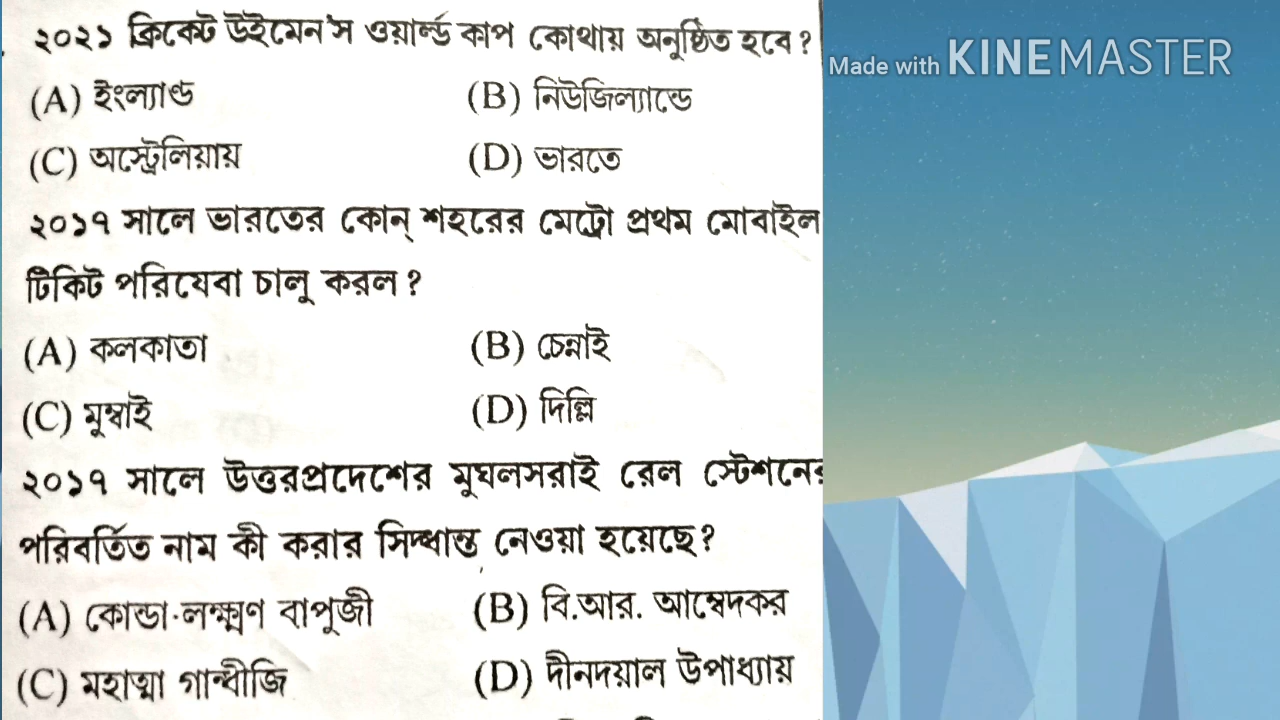 ২০২১ ক্রিকেট উইমেন'স ওয়ার্ল্ড কাপ কোথায় অনুষ্ঠিত হবে?
(A) ইংল্যাণ্ড (B) নিউজিল্যান্ডে
(C) অস্ট্রেলিয়ায় (D) ভারতে
২০১৭ সালে ভারতের কোন্ শহরের মেট্রো প্রথম মোবাইল
টিকিট পরিষেবা চালু করল?
(A) কলকাতা (B) চেন্নাই
(C) মুম্বাই (D) দিল্লি
২০১৭ সালে উত্তরপ্রদেশের মুঘলসরাই রেল স্টেশনের
পরিবর্তিত নাম কী করার সিদ্ধান্ত নেওয়া হয়েছে?
(A) কোন্ডা লক্ষ্মণ বাপুজী (B) বি.আর. আম্বেদকর
(C) মহাত্মা গান্ধীজি (D) দীনদয়াল উপাধ্যায়
Made with KINEMASTER